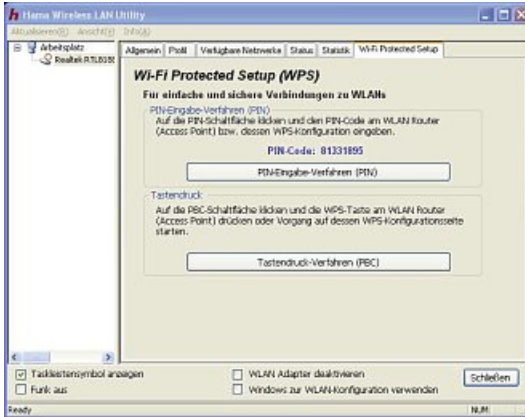 Hama Wireless LAN Utility
Aktualisieren(R) Ansicht(V) Info(A)
Arbeitsplatz
Realtek RTL8185
Allgemein Profil Verfügbare Netzwerke Status Statistik Wi-Fi Protected Setup
Wi-Fi Protected Setup (WPS)
Für einfache und sichere Verbindungen zu WLANs
PIN-Eingabe-Verfahren (PIN)
Auf die PIN-Schaltfläche klicken und den PIN-Code am WLAN Router
(Access Point) bzw. dessen WPS-Konfiguration eingeben.
PIN-Code: 81331895
PIN-Eingabe-Verfahren (PIN)
Tastendruck
Auf die PBC-Schaltfläche klicken und die WPS-Taste am WLAN Router
(Access Point) drücken oder Vorgang auf dessen WPS-Konfigurationsseite
starten.
Tastendruck-Verfahren (PBC)
Taskleistensymbol anzeigen
WLAN Adapter deaktivieren
Schließen
Funk aus
Windows zur WLAN-Konfiguration verwenden
Ready
NUM